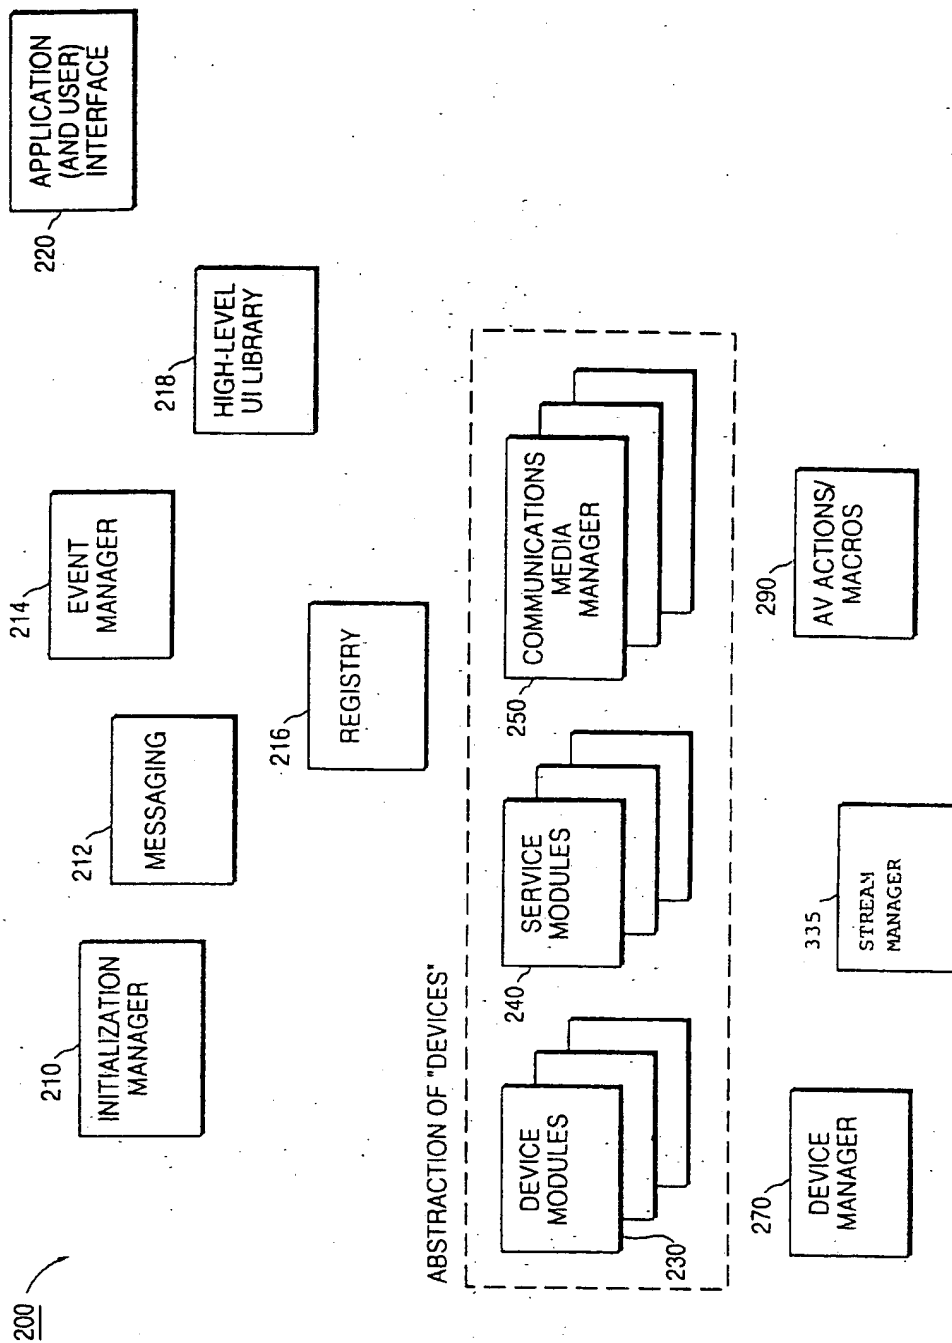 200
210
INITIALIZATION
MANAGER
212
MESSAGING
214
EVENT
MANAGER
216
REGISTRY
218
HIGH-LEVEL
UI LIBRARY
220
APPLICATION
(AND USER)
INTERFACE
ABSTRACTION OF "DEVICES"
DEVICE
MODULES
230
240
SERVICE
MODULES
250
COMMUNICATIONS
MEDIA
MANAGER
270
DEVICE
MANAGER
335
STREAM
MANAGER
290
AV ACTIONS/
MACROS